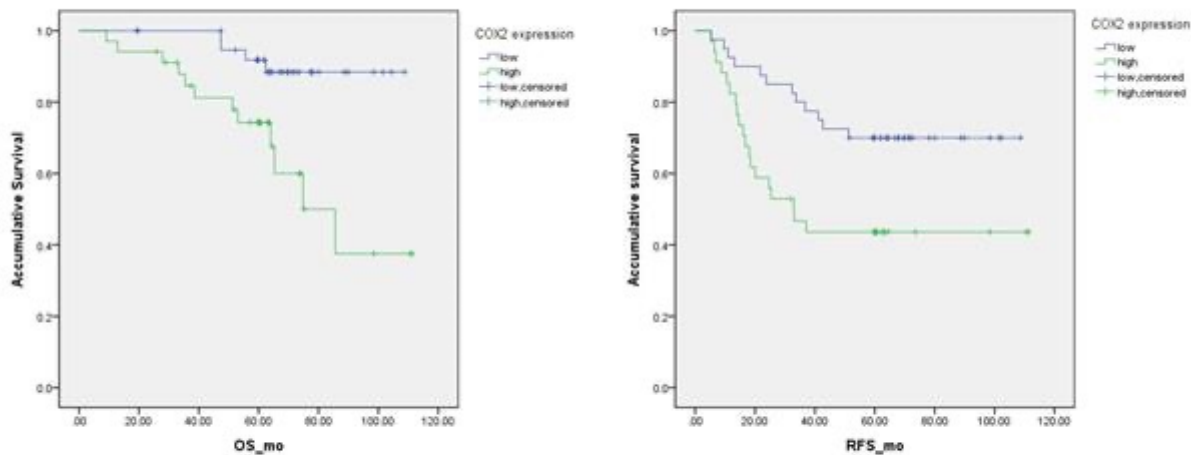 COX2 expression
low
high
low,censored
high,censored
Accumulative Survival
1.0
0.8
0.6
0.4
0.2
0.0
.00 20.00 40.00 60.00 80.00 100.00 120.00
OS_mo
COX2 expression
low
high
low,censored
high,censored
Accumulative survival
1.0
0.8
0.6
0.4
0.2
0.0
.00 20.00 40.00 60.00 80.00 100.00 120.00
RFS_mo